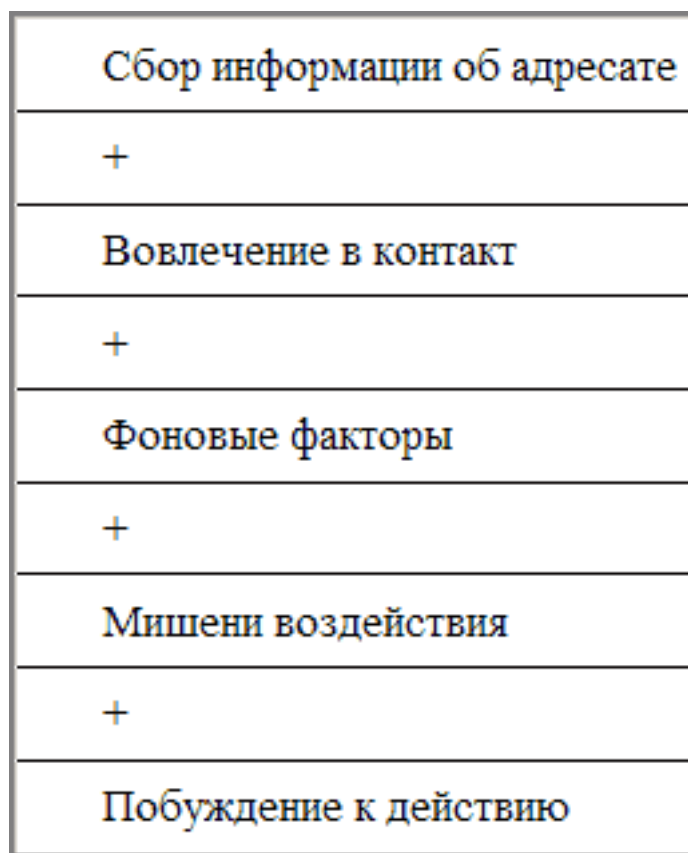 Сбор информации об адресате
+
Вовлечение в контакт
+
Фоновые факторы
+
Мишени воздействия
+
Побуждение к действию